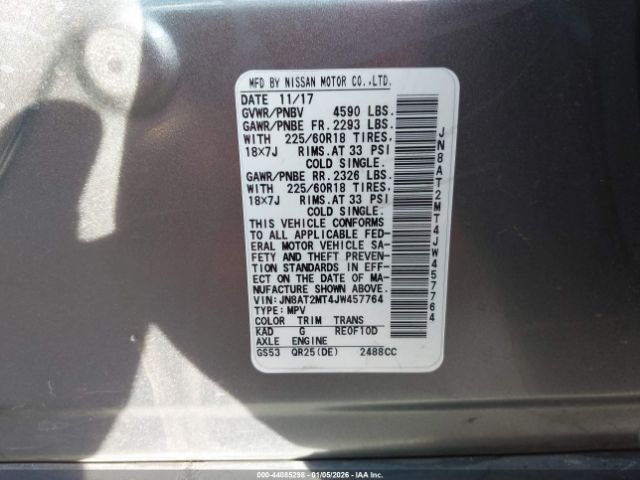 MFD BY NISSAN MOTOR CO.,LTD.
DATE 11/17
GVWR/PNBV 4590 LBS.
GAWR/PNBE FR. 2293 LBS.
WITH 225/60R18 TIRES,
18×7J RIMS.AT 33 PSI
COLD SINGLE.
GAWR/PNBE RR. 2326 LBS.
WITH 225/60R18 TIRES,
18×7J RIMS.AT 33 PSI
COLD SINGLE.
THIS VEHICLE CONFORMS
TO ALL APPLICABLE FED-
ERAL MOTOR VEHICLE SA-
FETY AND THEFT PREVEN-
TION STANDARDS IN EFF-
ECT ON THE DATE OF MA-
NUFACTURE SHOWN ABOVE.
VIN:JN8AT2MT4JW457764
TYPE:MPV
COLOR TRIM TRANS
KAD G RE0F10D
AXLE ENGINE
GS53 QR25(DE) 2488CC
JN8AT2MT4JW457764
000-44085298 - 01/05/2026 - IAAI.COM